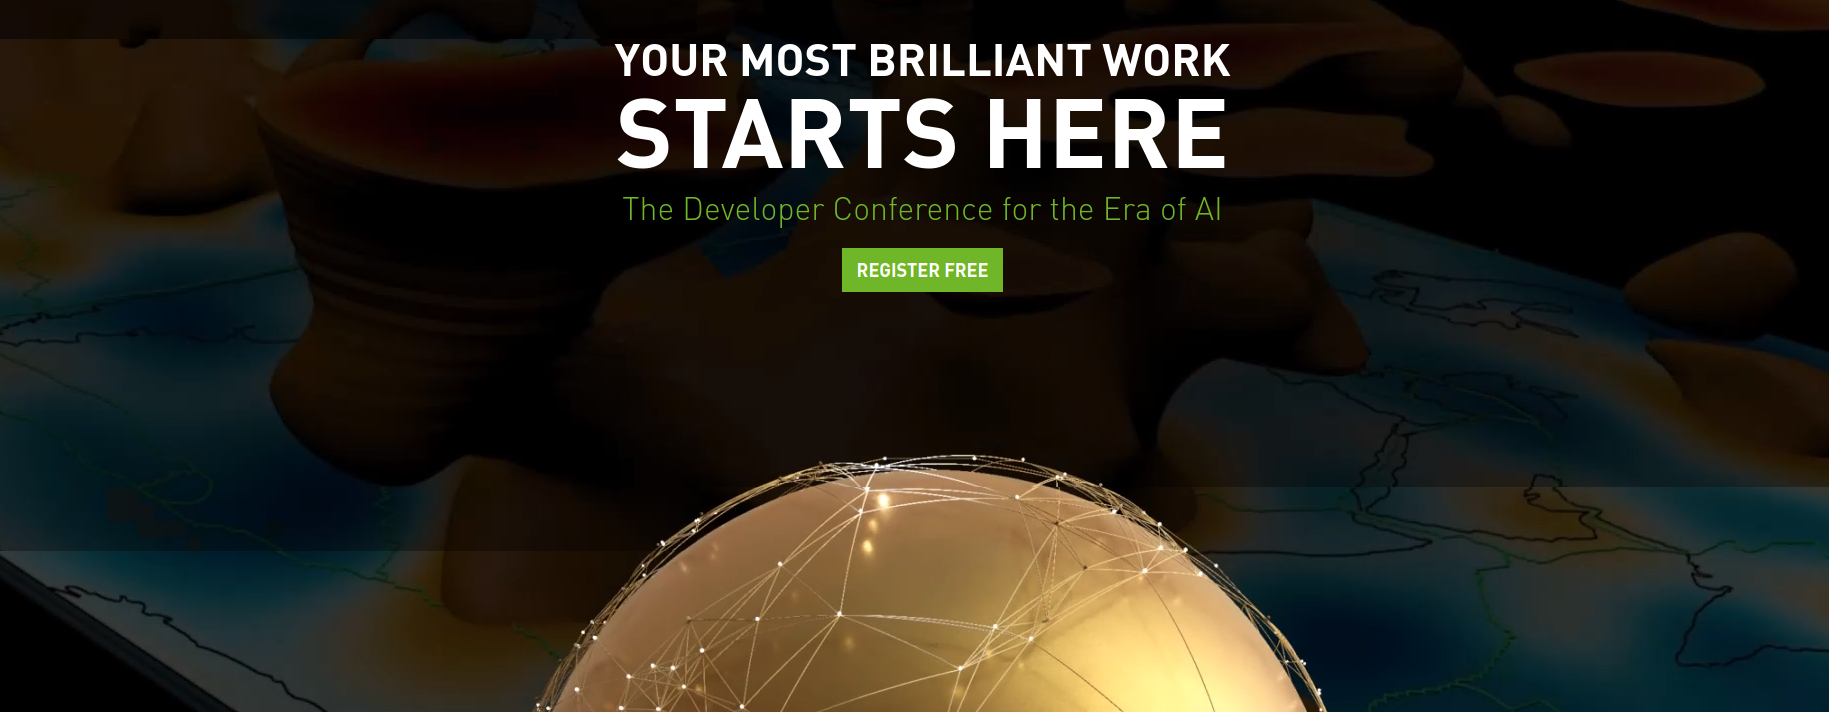 YOUR MOST BRILLIANT WORK
STARTS HERE
The Developer Conference for the Era of AI
REGISTER FREE